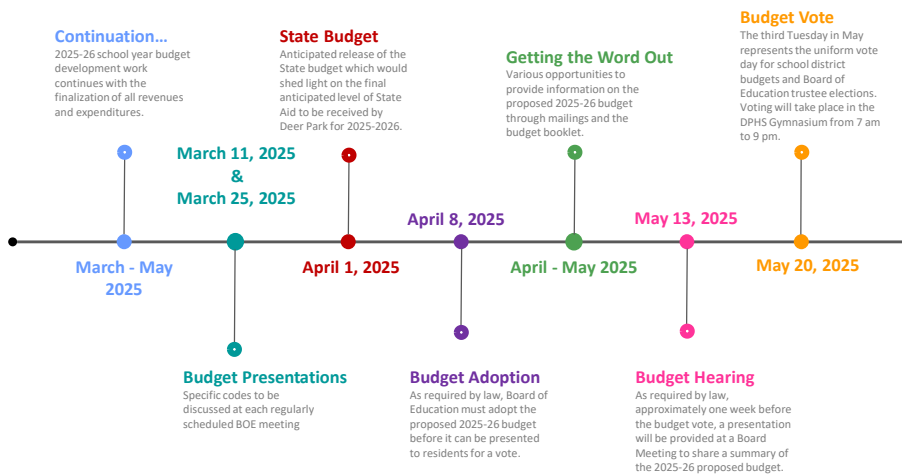 Continuation…
2025-26 school year budget
development work
continues with the
finalization of all revenues
and expenditures.
March - May
2025
March 11, 2025
&
March 25, 2025
Budget Presentations
Specific codes to be
discussed at each regularly
scheduled BOE meeting
State Budget
Anticipated release of the
State budget which would
shed light on the final
anticipated level of State
Aid to be received by
Deer Park for 2025-2026.
April 1, 2025
April 8, 2025
Budget Adoption
As required by law, Board of
Education must adopt the
proposed 2025-26 budget
before it can be presented
to residents for a vote.
Getting the Word Out
Various opportunities to
provide information on the
proposed 2025-26 budget
through mailings and the
budget booklet.
April - May 2025
May 13, 2025
Budget Hearing
As required by law,
approximately one week before
the budget vote, a presentation
will be provided at a Board
Meeting to share a summary of
the 2025-26 proposed budget.
Budget Vote
The third Tuesday in May
represents the uniform vote
day for school district
budgets and Board of
Education trustee elections.
Voting will take place in the
DPHS Gymnasium from 7 am
to 9 pm.
May 20, 2025